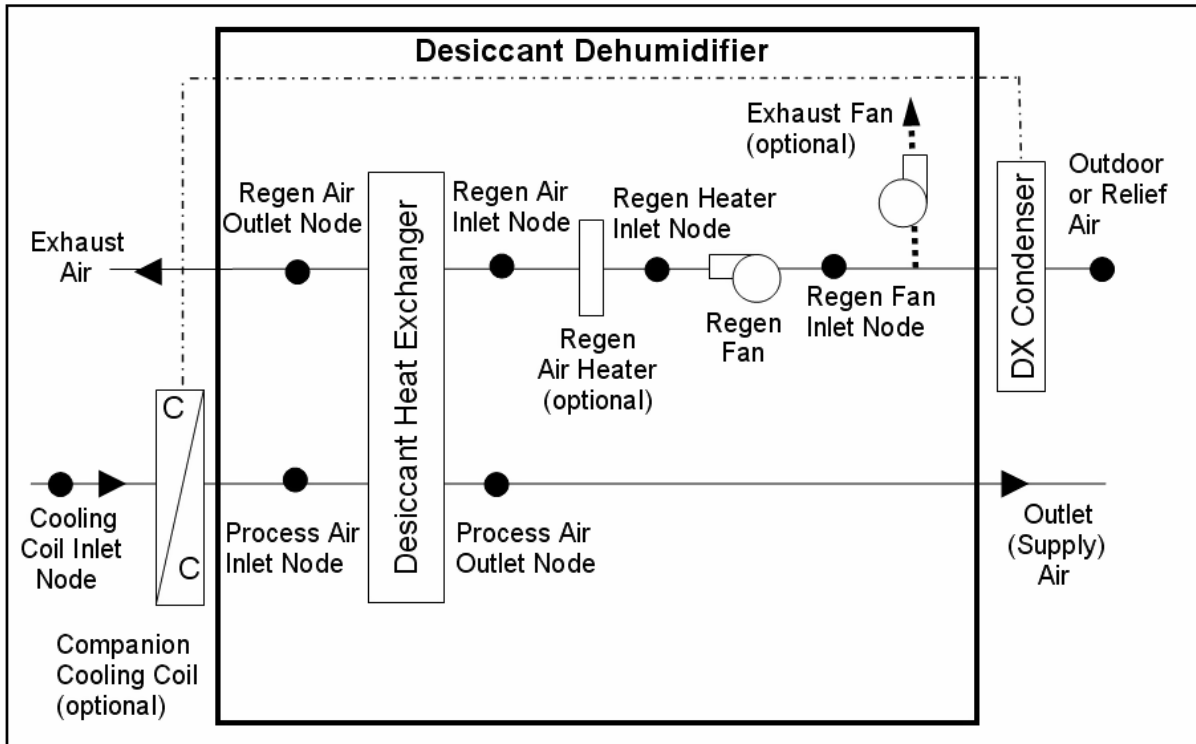 Desiccant Dehumidifier
Exhaust Fan
(optional)
Outdoor
or Relief
Air
DX Condenser
Regen Air
Outlet Node
Regen Air
Inlet Node
Regen Heater
Inlet Node
Exhaust
Air
Desiccant Heat Exchanger
Regen
Air Heater
(optional)
Regen
Fan
Regen Fan
Inlet Node
C
C
Cooling
Coil Inlet
Node
Process Air
Inlet Node
Process Air
Outlet Node
Outlet
(Supply)
Air
Companion
Cooling Coil
(optional)